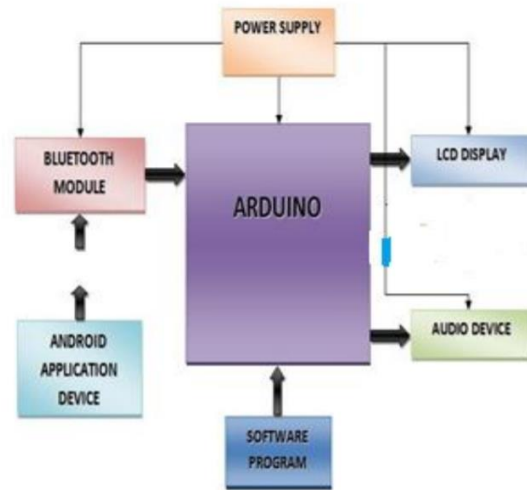 POWER SUPPLY
BLUETOOTH
MODULE
ARDUINO
LCD DISPLAY
ANDROID
APPLICATION
DEVICE
AUDIO DEVICE
SOFTWARE
PROGRAM